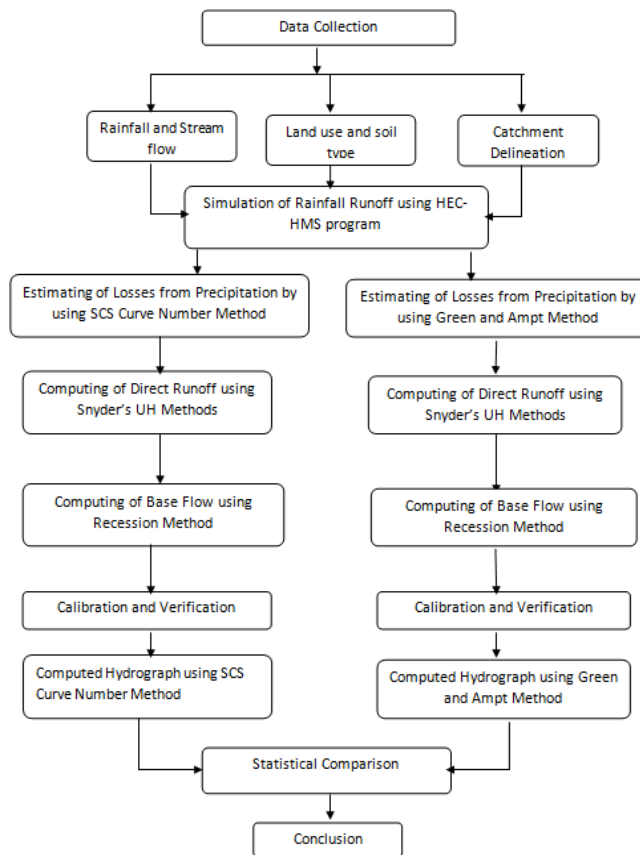 Data Collection
Rainfall and Stream
flow
Land use and soil
type
Catchment
Delineation
Simulation of Rainfall Runoff using HEC-
HMS program
Estimating of Losses from Precipitation by
using SCS Curve Number Method
Estimating of Losses from Precipitation by
using Green and Ampt Method
Computing of Direct Runoff using
Snyder's UH Methods
Computing of Direct Runoff using
Snyder's UH Methods
Computing of Base Flow using
Recession Method
Computing of Base Flow using
Recession Method
Calibration and Verification
Calibration and Verification
Computed Hydrograph using SCS
Curve Number Method
Computed Hydrograph using Green
and Ampt Method
Statistical Comparison
Conclusion